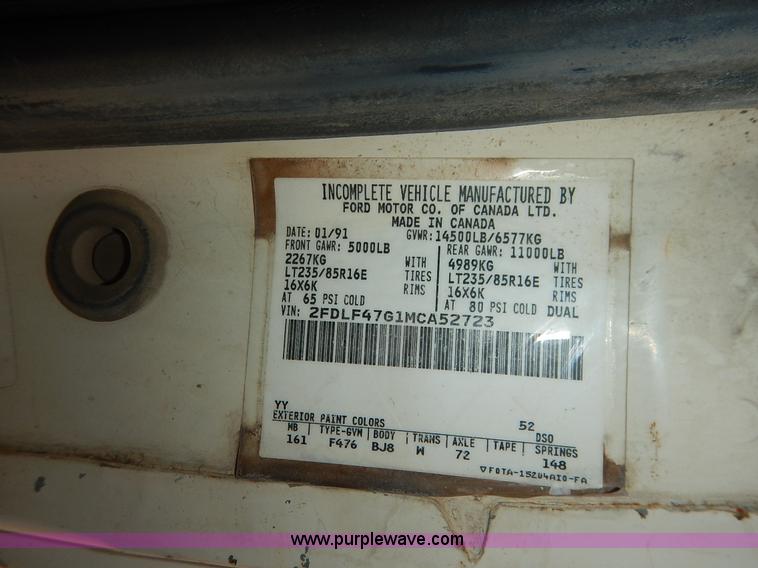 INCOMPLETE VEHICLE MANUFACTURED BY
FORD MOTOR CO. OF CANADA LTD.
MADE IN CANADA
DATE: 01/91 GVWR: 14500LB/6577KG
FRONT GAWR: 5000LB REAR GAWR: 11000LB
2267KG WITH 4989KG WITH
LT235/85R16E TIRES LT235/85R16E TIRES
16X6K RIMS 16X6K RIMS
AT 65 PSI COLD AT 80 PSI COLD DUAL
VIN: 2FDLF47G1MCA52723
YY 52
EXTERIOR PAINT COLORS DSO
WB TYPE-GVM BODY TRANS AXLE TAPE SPRINGS
161 F476 BJ8 W 72 148
▽FOTA-15204A10-FA
www.purplewave.com